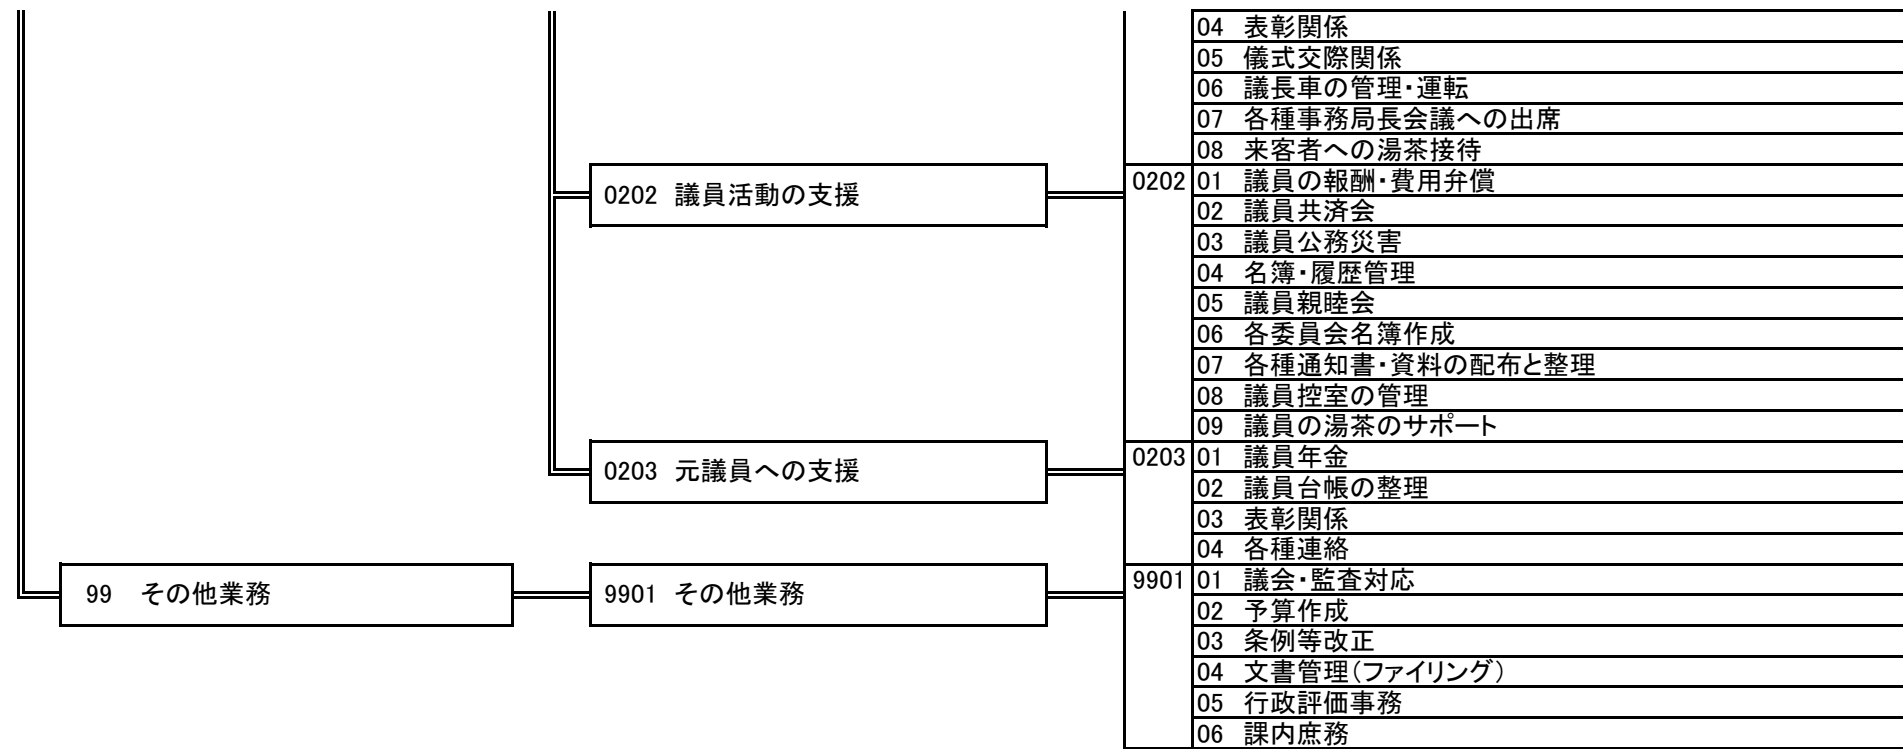 04 表彰関係
05 儀式交際関係
06 議長車の管理・運転
07 各種事務局長会議への出席
08 来客者への湯茶接待
0202 議員活動の支援
0202 01 議員の報酬・費用弁償
02 議員共済会
03 議員公務災害
04 名簿・履歴管理
05 議員親睦会
06 各委員会名簿作成
07 各種通知書・資料の配布と整理
08 議員控室の管理
09 議員の湯茶のサポート
0203 元議員への支援
0203 01 議員年金
02 議員台帳の整理
03 表彰関係
04 各種連絡
99 その他業務
9901 その他業務
9901 01 議会・監査対応
02 予算作成
03 条例等改正
04 文書管理(ファイリング)
05 行政評価事務
06 課内庶務